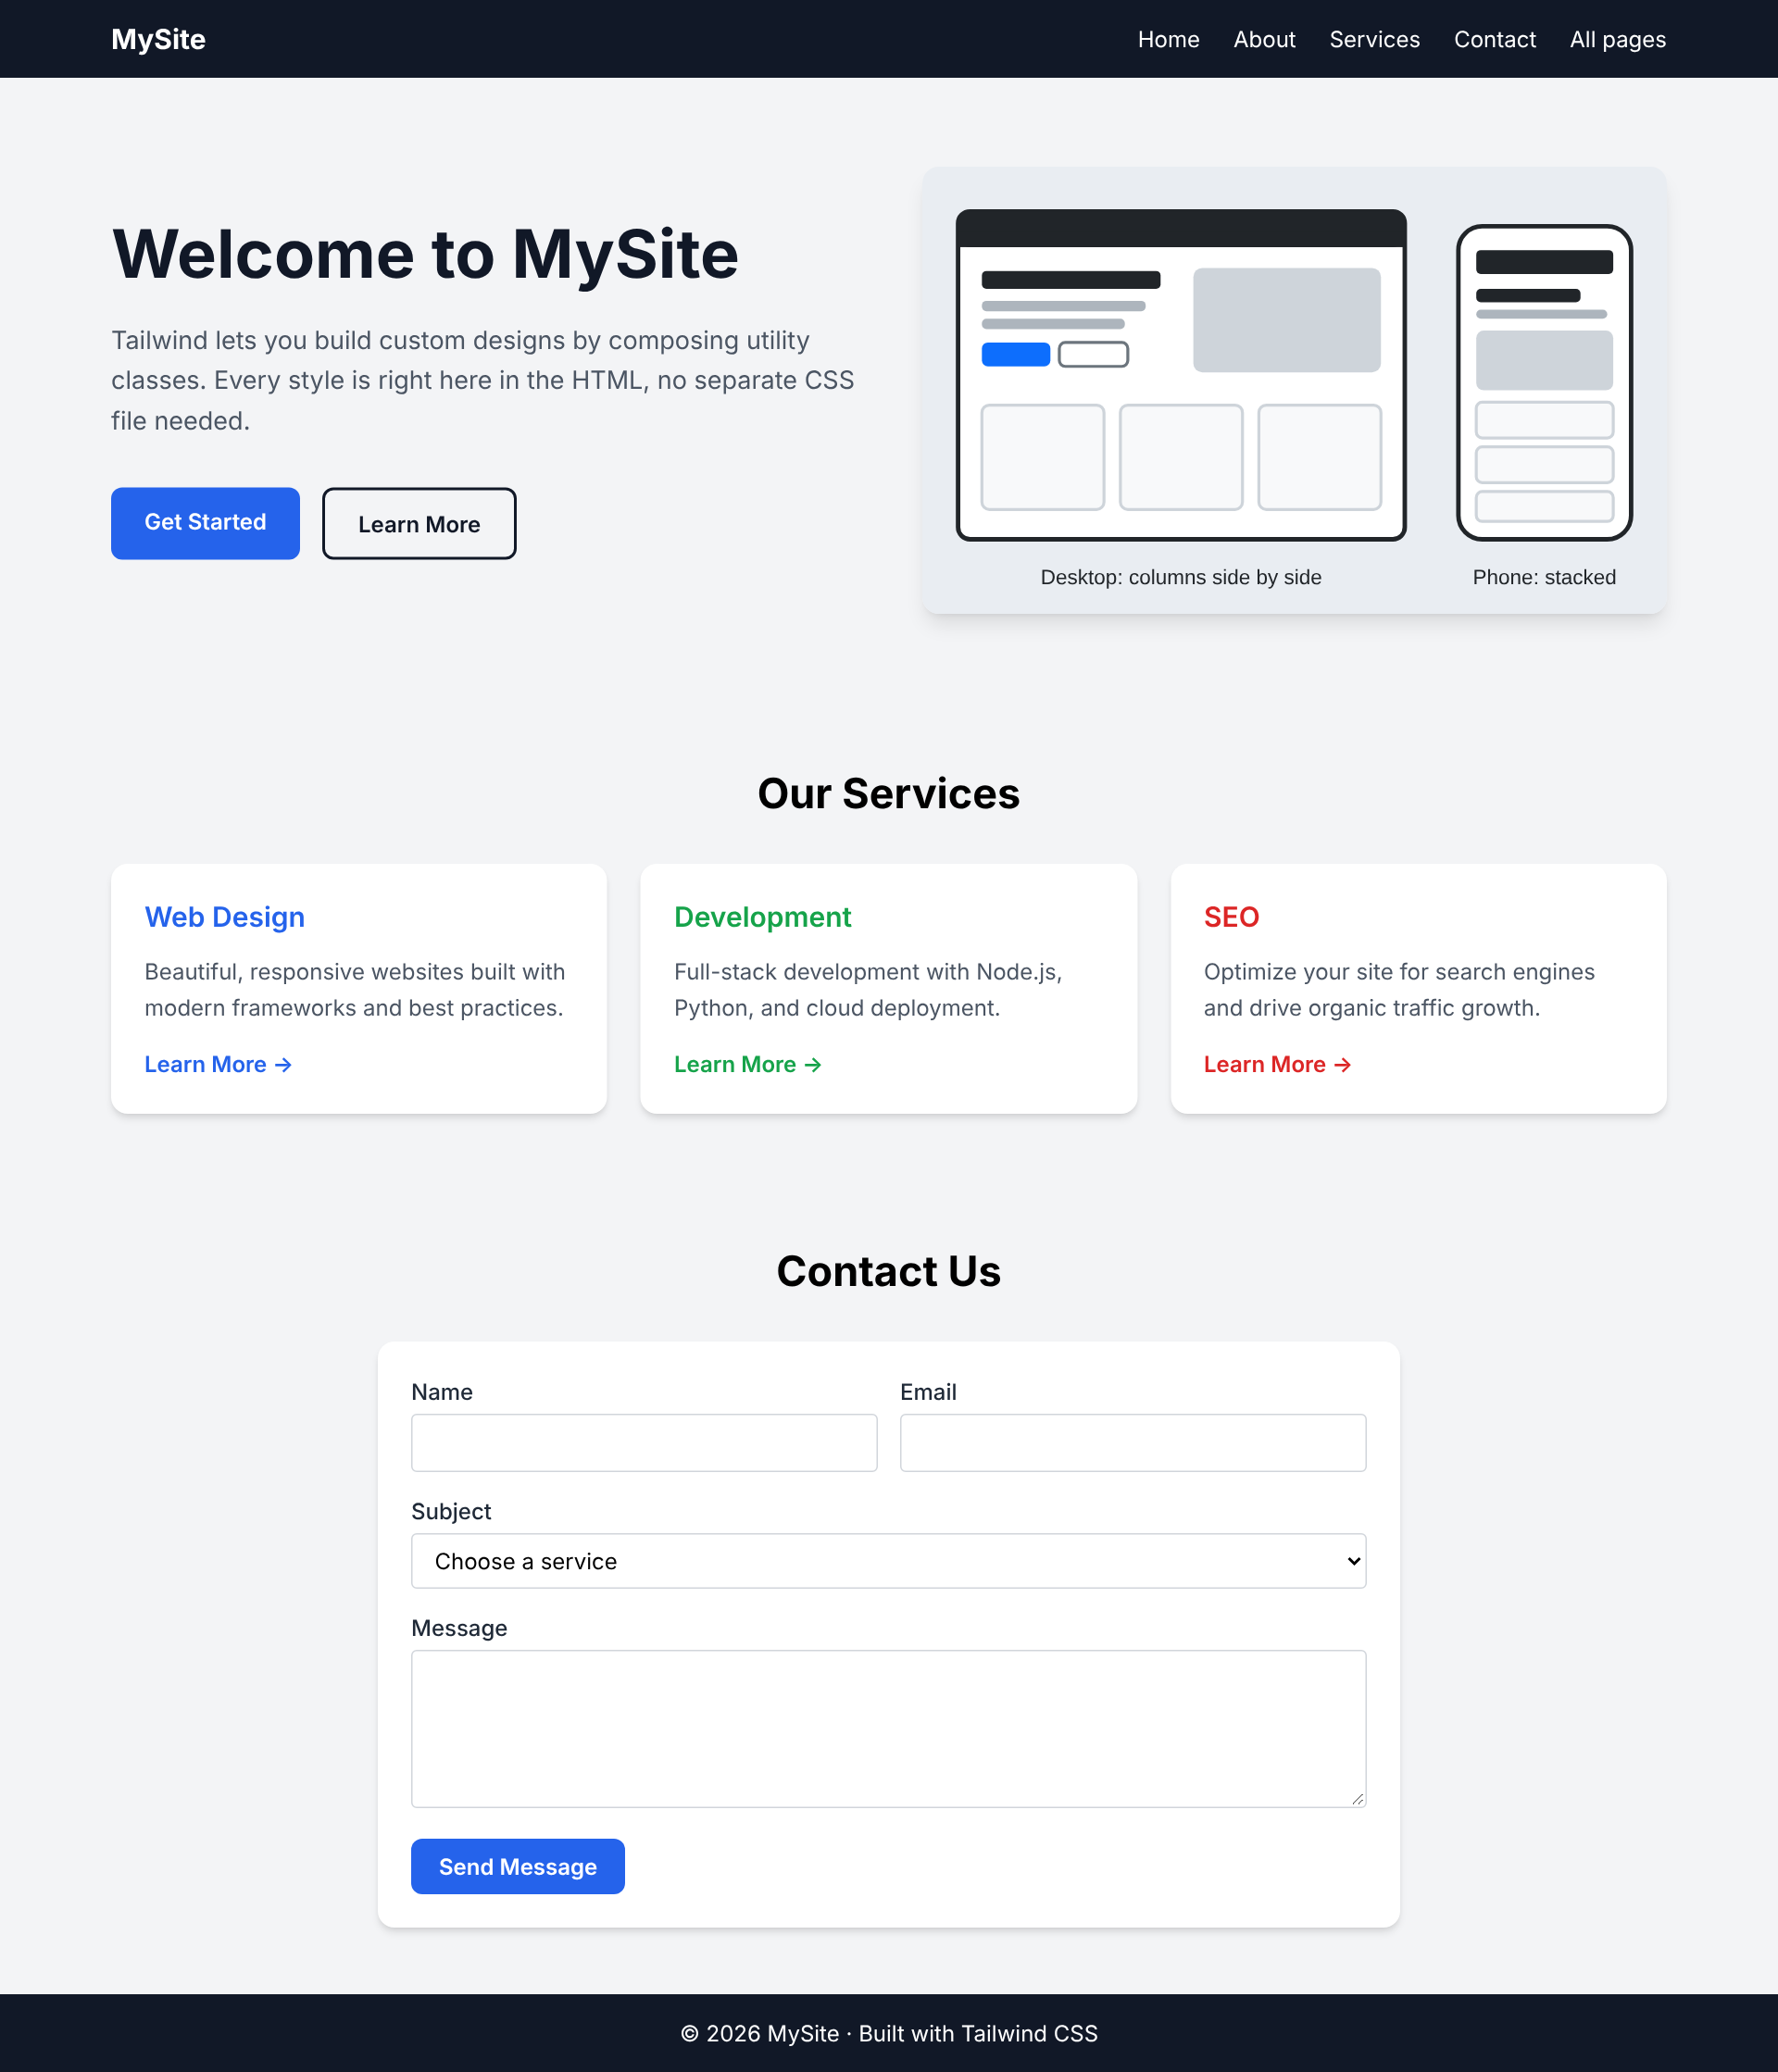 MySite
Home About Services Contact All pages
Welcome to MySite
Tailwind lets you build custom designs by composing utility
classes. Every style is right here in the HTML, no separate CSS
file needed.
Get Started Learn More
Desktop: columns side by side Phone: stacked
Our Services
Web Design
Beautiful, responsive websites built with
modern frameworks and best practices.
Learn More →
Development
Full-stack development with Node.js,
Python, and cloud deployment.
Learn More →
SEO
Optimize your site for search engines
and drive organic traffic growth.
Learn More →
Contact Us
Name Email
Subject
Choose a service
Message
Send Message
© 2026 MySite · Built with Tailwind CSS